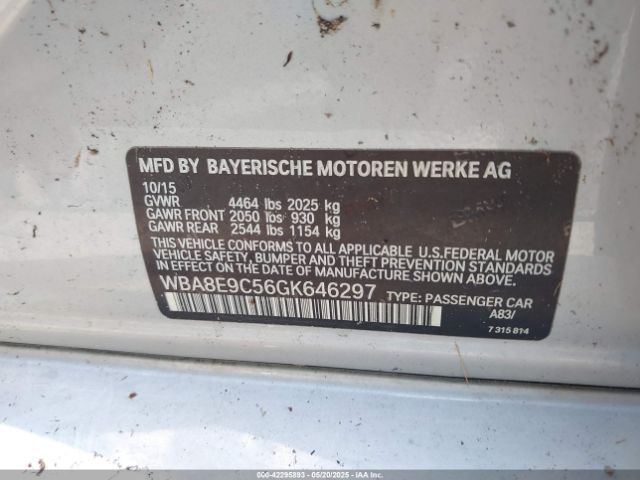 MFD BY BAYERISCHE MOTOREN WERKE AG
10/15
GVWR 4464 lbs 2025 kg
GAWR FRONT 2050 lbs 930 kg
GAWR REAR 2544 lbs 1154 kg
THIS VEHICLE CONFORMS TO ALL APPLICABLE U.S.FEDERAL MOTOR
VEHICLE SAFETY, BUMPER AND THEFT PREVENTION STANDARDS
IN EFFECT ON THE DATE OF MANUFACTURE SHOWN ABOVE.
WBA8E9C56GK646297 TYPE: PASSENGER CAR
A83/
7 315 814
000-42295893 — 05/20/2025 — IAA Inc.